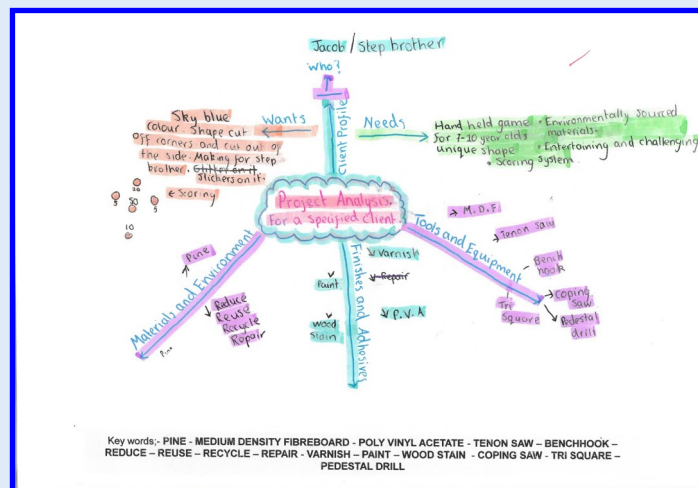 Jacob / Step brother
Who?
Client Profile
Wants
Needs
Sky blue
colour. Shape cut
off corners and cut out of
the side. Making for step
brother. Glitter on it.
stickers on it.
← Scoring
20
5 50 5
10
Hand held game
for 7-10 year olds
unique shape
• Scoring system
• Environmentally sourced
materials.
• Entertaining and challenging
Project Analysis
For a specified client.
Materials and Environment
Pine
Reduce
Reuse
Recycle
Repair
Pine
Finishes and Adhesives
Varnish
Repair
Paint
P.V.A
Wood
Stain
Tools and Equipment
M.D.F
Tenon Saw
Bench
hook
Coping
Saw
Tri
Square
Pedestal
drill
Key words;- PINE - MEDIUM DENSITY FIBREBOARD - POLY VINYL ACETATE - TENON SAW – BENCHHOOK –
REDUCE – REUSE – RECYCLE – REPAIR - VARNISH – PAINT – WOOD STAIN - COPING SAW - TRI SQUARE –
PEDESTAL DRILL